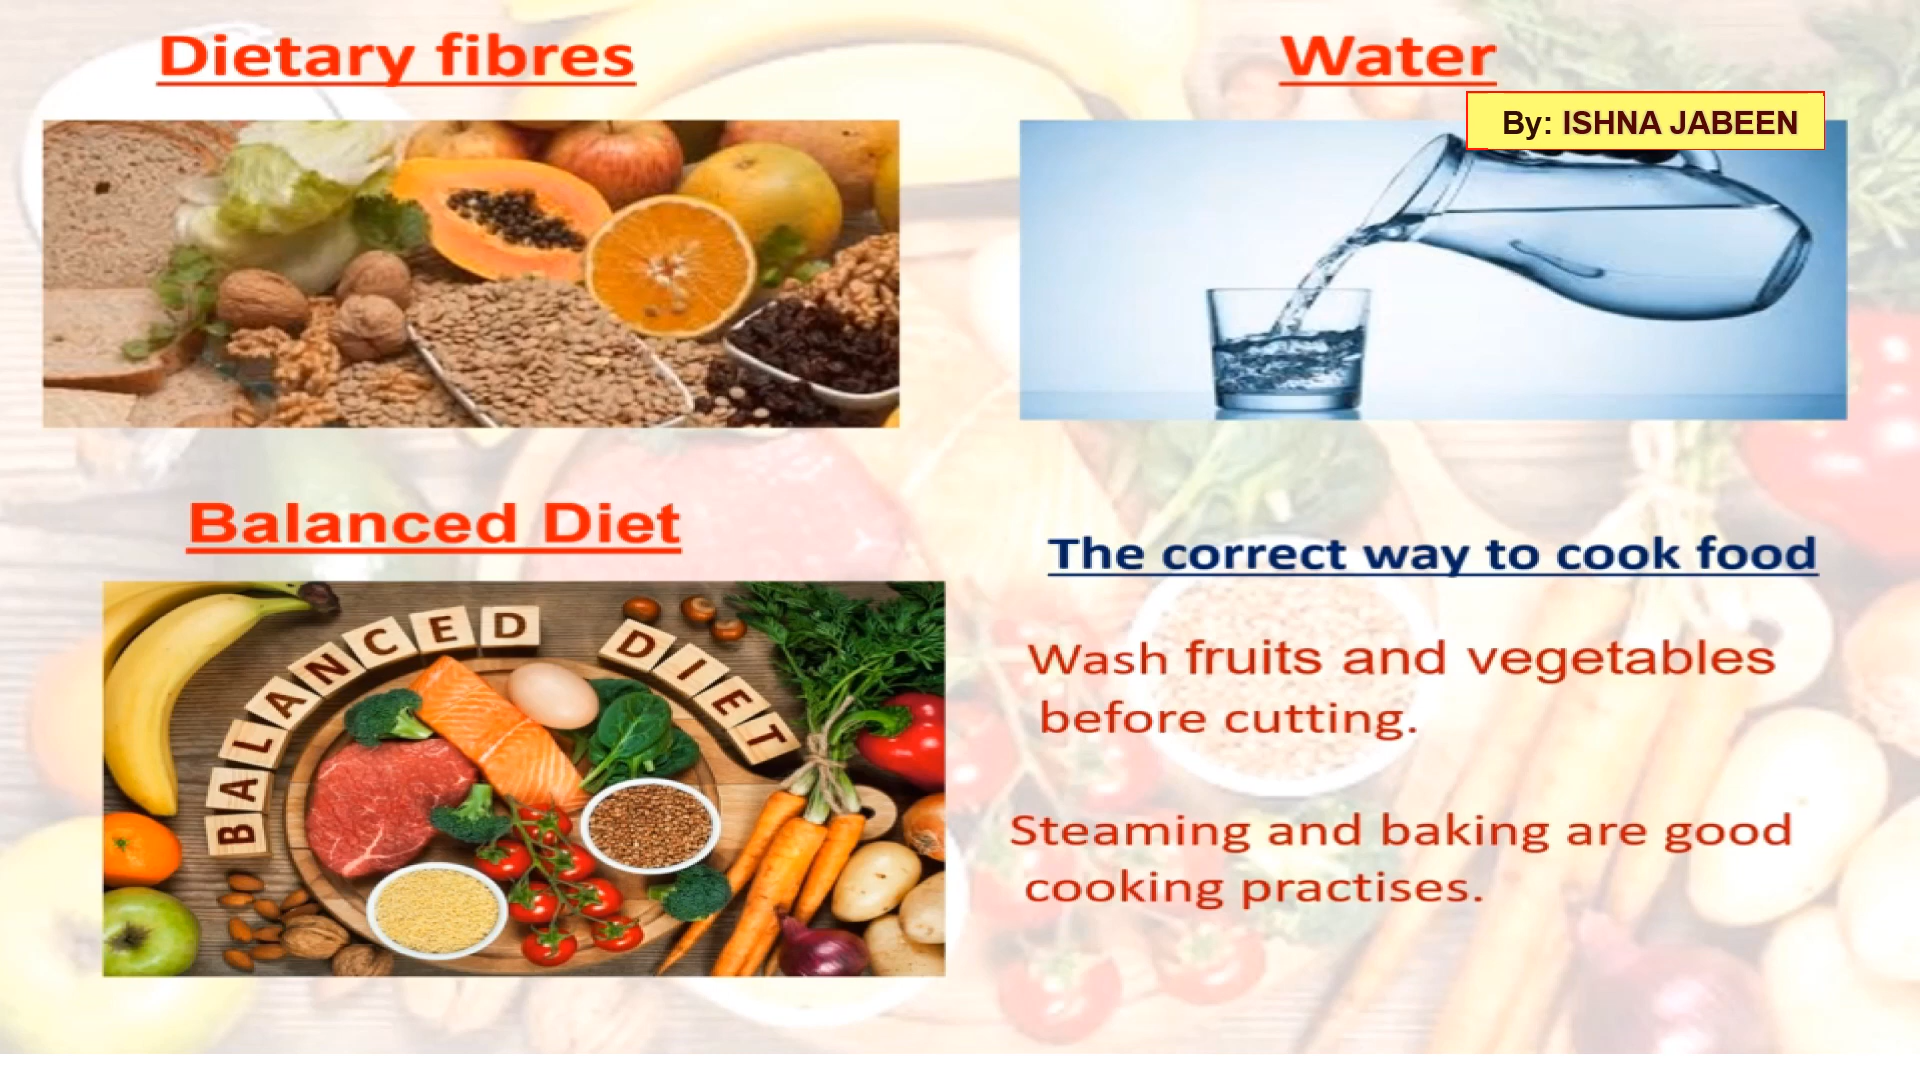 Dietary fibres
Water
By: ISHNA JABEEN
Balanced Diet
BALANCED DIET
The correct way to cook food
Wash fruits and vegetables
before cutting.
Steaming and baking are good
cooking practises.